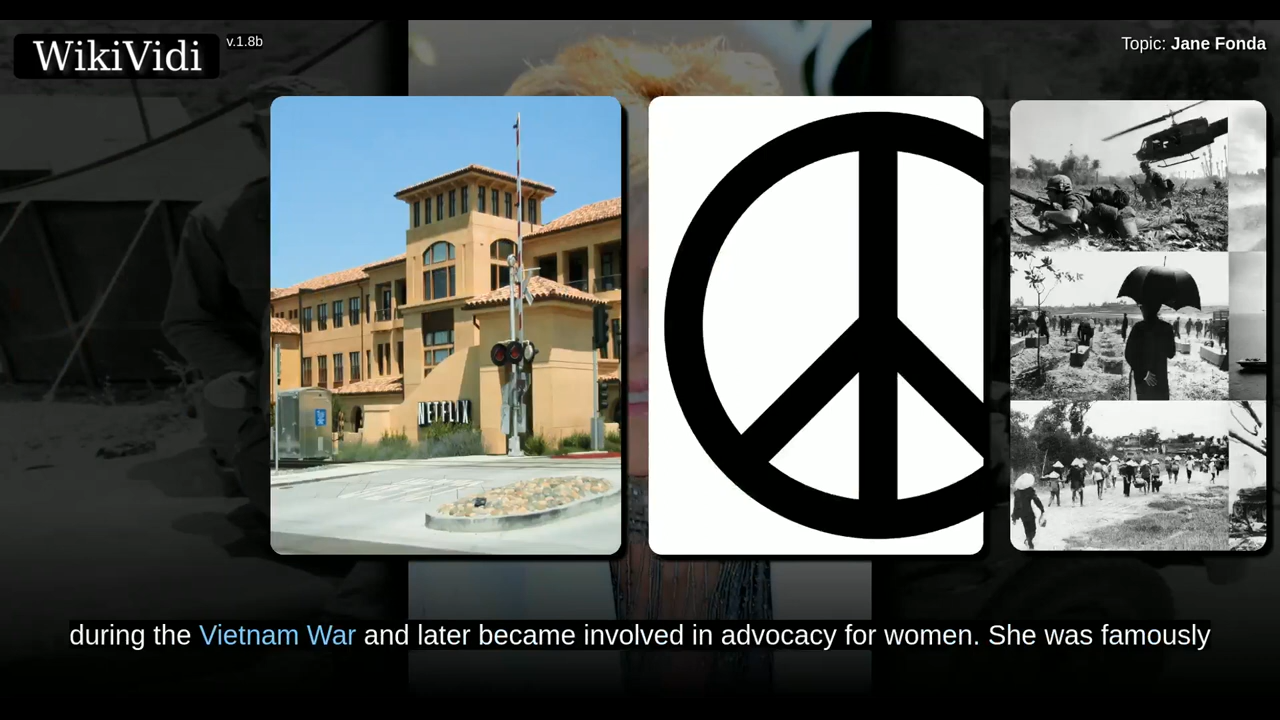 WikiVidi
v.1.8b
Topic: Jane Fonda
NETFLIX
during the Vietnam War and later became involved in advocacy for women. She was famously